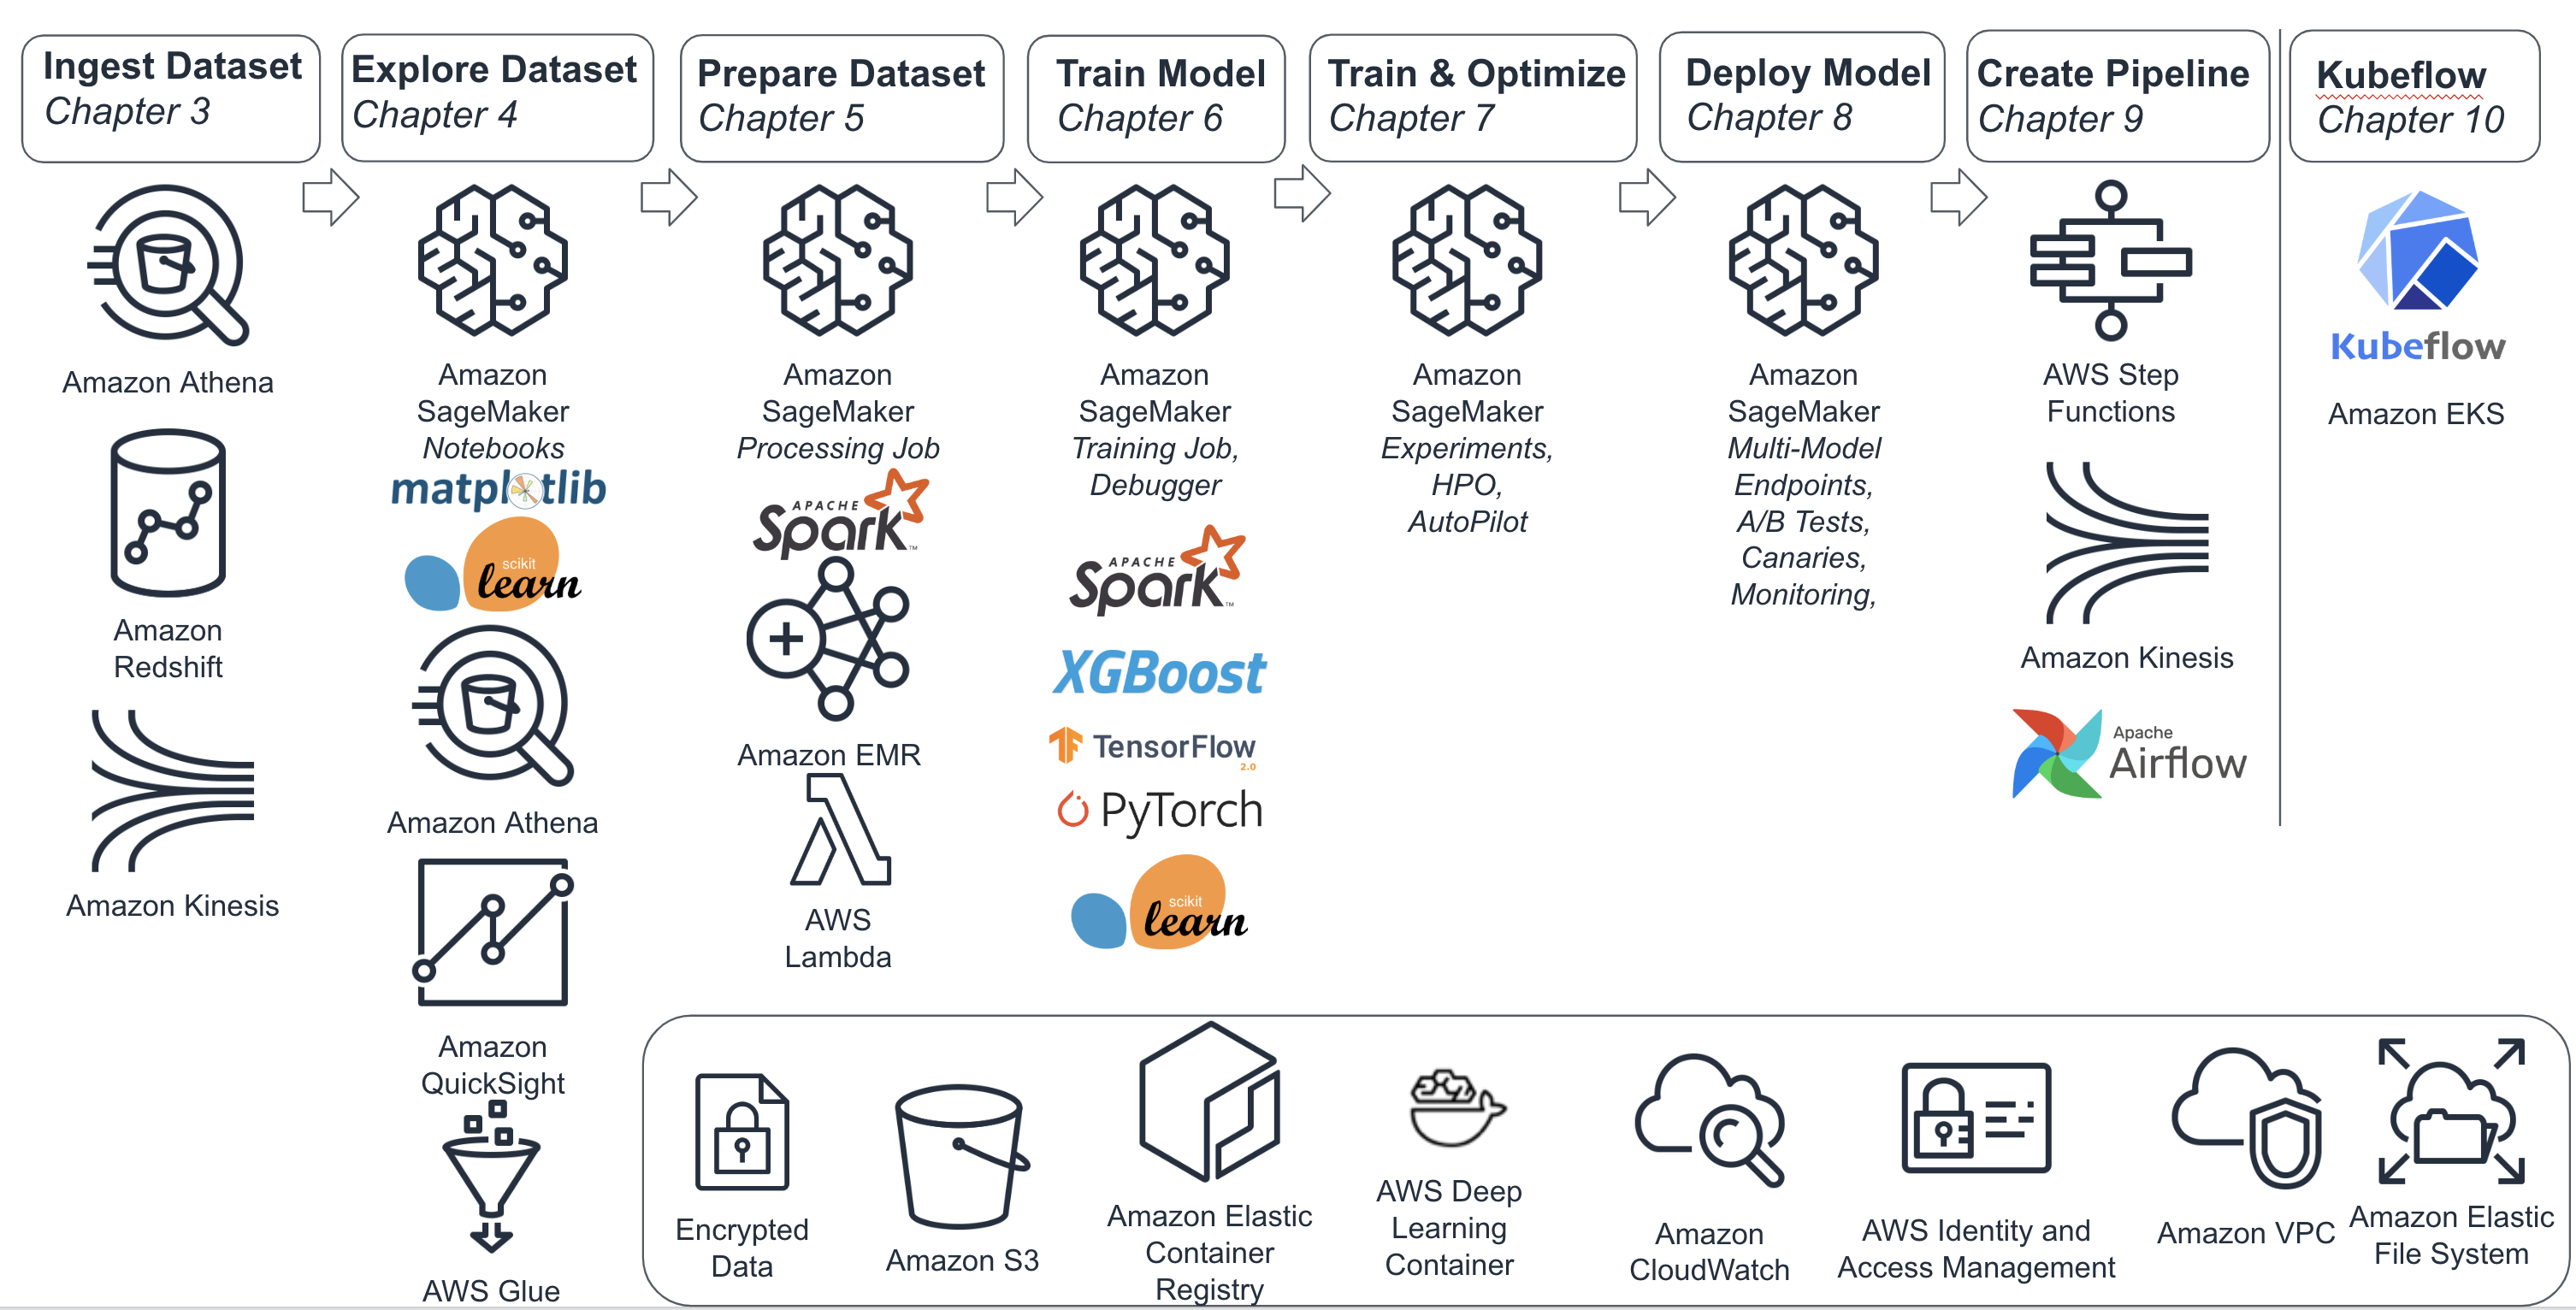 Ingest Dataset
Chapter 3
Explore Dataset
Chapter 4
Prepare Dataset
Chapter 5
Train Model
Chapter 6
Train & Optimize
Chapter 7
Deploy Model
Chapter 8
Create Pipeline
Chapter 9
Kubeflow
Chapter 10
Amazon Athena
Amazon
Redshift
Amazon Kinesis
Amazon
SageMaker
Notebooks
matplotlib
scikit
learn
Amazon Athena
Amazon
QuickSight
AWS Glue
Amazon
SageMaker
Processing Job
APACHE
Spark™
Amazon EMR
AWS
Lambda
Amazon
SageMaker
Training Job,
Debugger
APACHE
Spark™
XGBoost
TensorFlow
2.0
PyTorch
scikit
learn
Amazon
SageMaker
Experiments,
HPO,
AutoPilot
Amazon
SageMaker
Multi-Model
Endpoints,
A/B Tests,
Canaries,
Monitoring,
AWS Step
Functions
Amazon Kinesis
Apache
Airflow
Kubeflow
Amazon EKS
Encrypted
Data
Amazon S3
Amazon Elastic
Container
Registry
AWS Deep
Learning
Container
Amazon
CloudWatch
AWS Identity and
Access Management
Amazon VPC
Amazon Elastic
File System